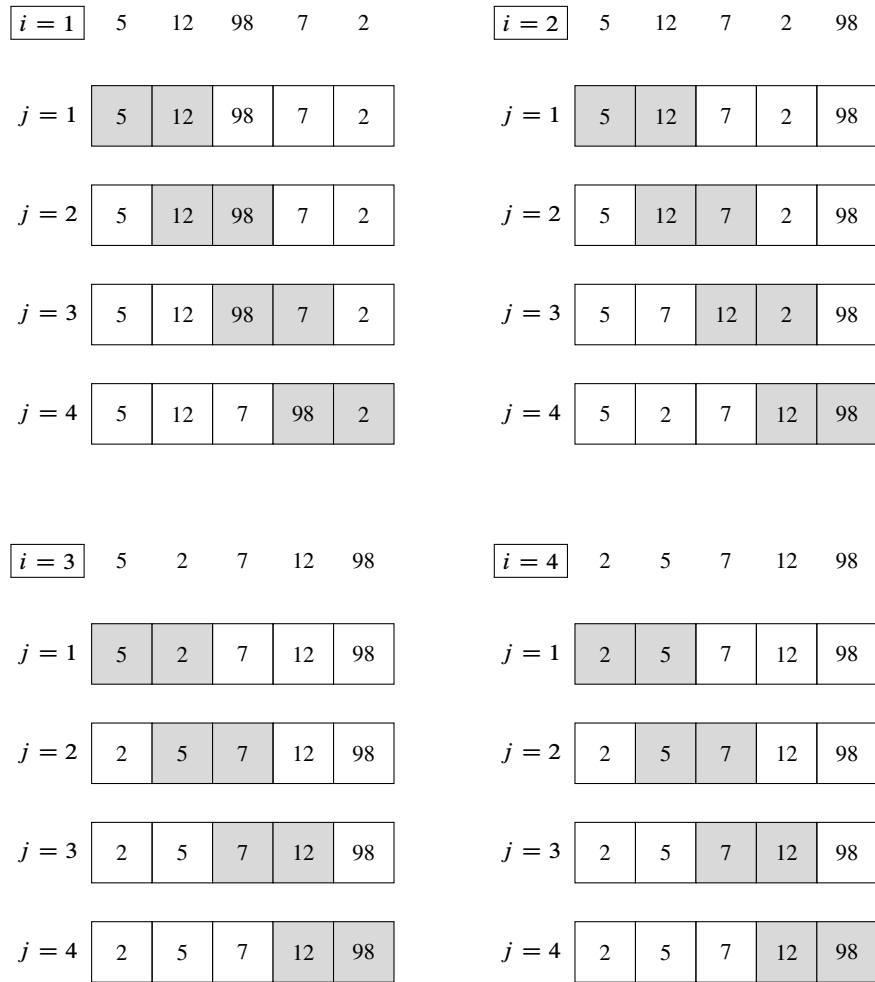 i = 1 5 12 98 7 2
j = 1 5 12 98 7 2
j = 2 5 12 98 7 2
j = 3 5 12 98 7 2
j = 4 5 12 7 98 2
i = 2 5 12 7 2 98
j = 1 5 12 7 2 98
j = 2 5 12 7 2 98
j = 3 5 7 12 2 98
j = 4 5 2 7 12 98
i = 3 5 2 7 12 98
j = 1 5 2 7 12 98
j = 2 2 5 7 12 98
j = 3 2 5 7 12 98
j = 4 2 5 7 12 98
i = 4 2 5 7 12 98
j = 1 2 5 7 12 98
j = 2 2 5 7 12 98
j = 3 2 5 7 12 98
j = 4 2 5 7 12 98